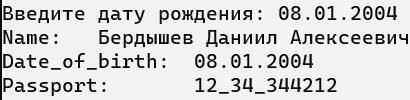 Введите дату рождения: 08.01.2004
Name:   Бердышев Даниил Алексеевич
Date_of_birth:  08.01.2004
Passport:       12_34_344212